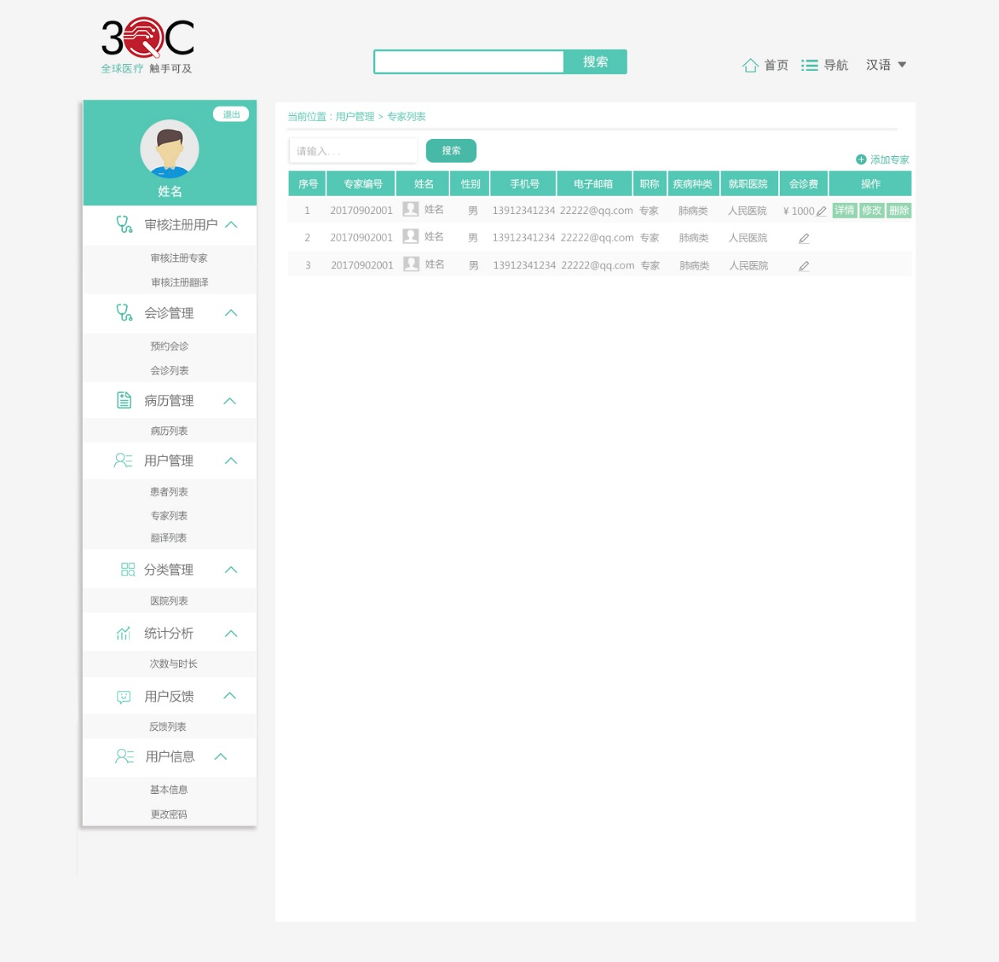 3QC
全球医疗 触手可及
搜索
首页 导航 汉语
退出
姓名
审核注册用户
审核注册专家
审核注册翻译
会诊管理
预约会诊
会诊列表
病历管理
病历列表
用户管理
患者列表
专家列表
翻译列表
分类管理
医院列表
统计分析
次数与时长
用户反馈
反馈列表
用户信息
基本信息
更改密码
当前位置：用户管理 > 专家列表
请输入...
搜索
添加专家
序号 专家编号 姓名 性别 手机号 电子邮箱 职称 疾病种类 就职医院 会诊费 操作
1 20170902001 姓名 男 13912341234 22222@qq.com 专家 肺病类 人民医院 ¥ 1000 详情 修改 删除
2 20170902001 姓名 男 13912341234 22222@qq.com 专家 肺病类 人民医院
3 20170902001 姓名 男 13912341234 22222@qq.com 专家 肺病类 人民医院